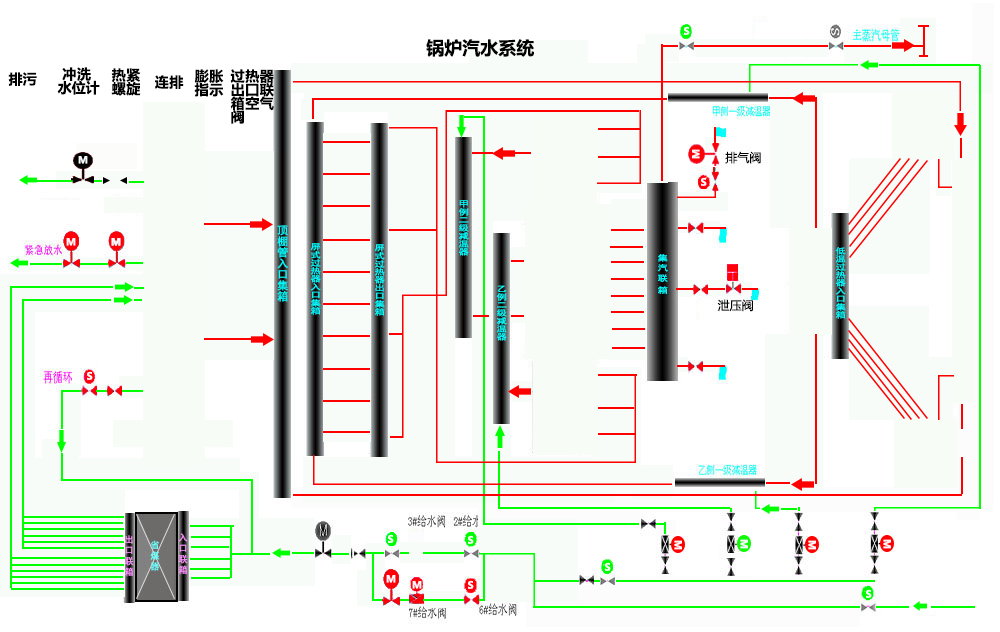 锅炉汽水系统
主蒸汽母管
排污
冲洗
水位计
热紧
螺旋
连排
膨胀
指示
过热器
出口联
箱空气
阀
甲侧一级减温器
M
M
S
S
S
排气阀
紧急放水
M
M
顶棚管入口集箱
屏式过热器入口集箱
屏式过热器出口集箱
甲侧二级减温器
乙侧二级减温器
集汽联箱
低温过热器入口集箱
泄压阀
再循环
S
乙侧一级减温器
出口联箱
省煤器
入口联箱
M
3#给水阀
2#给水
S
S
M
M
M
M
S
M
M
S
7#给水阀
6#给水阀
S